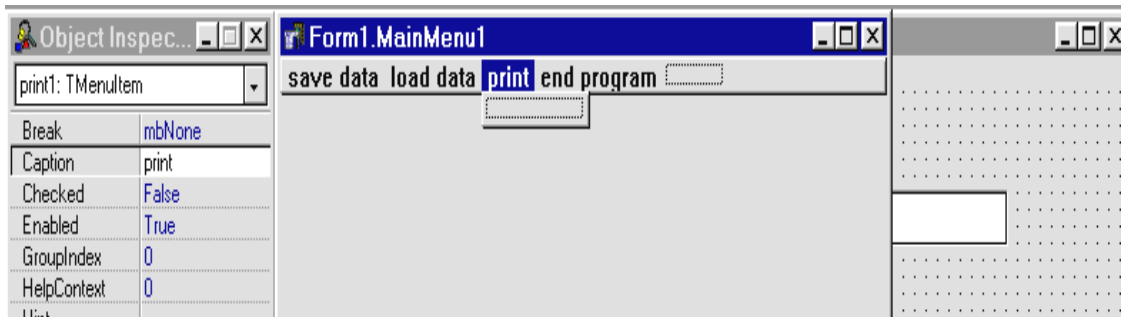 Object Inspec...
print1: TMenuItem
Break mbNone
Caption print
Checked False
Enabled True
GroupIndex 0
HelpContext 0
Form1.MainMenu1
save data load data print end program